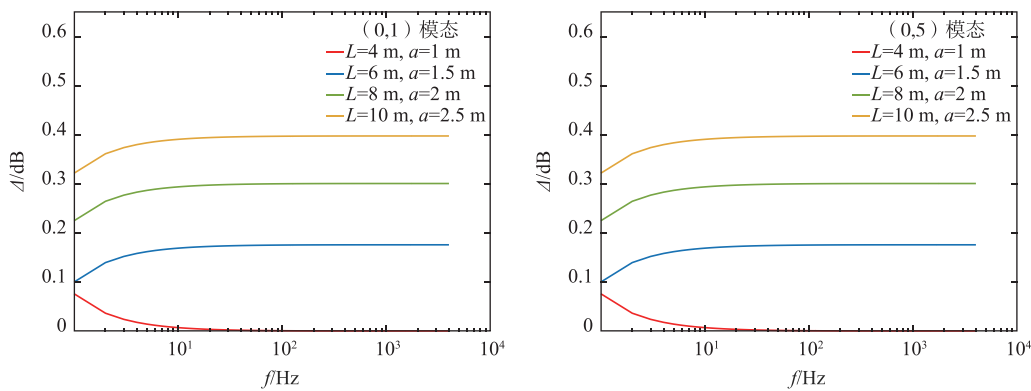 （0,1）模态
L=4 m, a=1 m
L=6 m, a=1.5 m
L=8 m, a=2 m
L=10 m, a=2.5 m
0.6
0.5
0.4
0.3
0.2
0.1
0
Δ/dB
10¹
10²
10³
10⁴
f/Hz
（0,5）模态
L=4 m, a=1 m
L=6 m, a=1.5 m
L=8 m, a=2 m
L=10 m, a=2.5 m
0.6
0.5
0.4
0.3
0.2
0.1
0
Δ/dB
10¹
10²
10³
10⁴
f/Hz